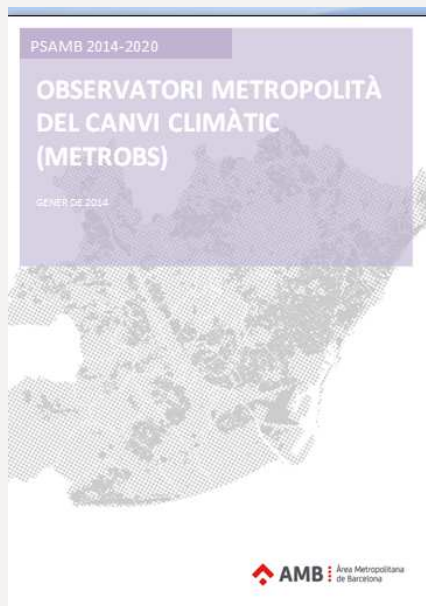 PSAMB 2014-2020
OBSERVATORI METROPOLITÀ
DEL CANVI CLIMÀTIC
(METROBS)
GENER DE 2014
AMB
Àrea Metropolitana
de Barcelona